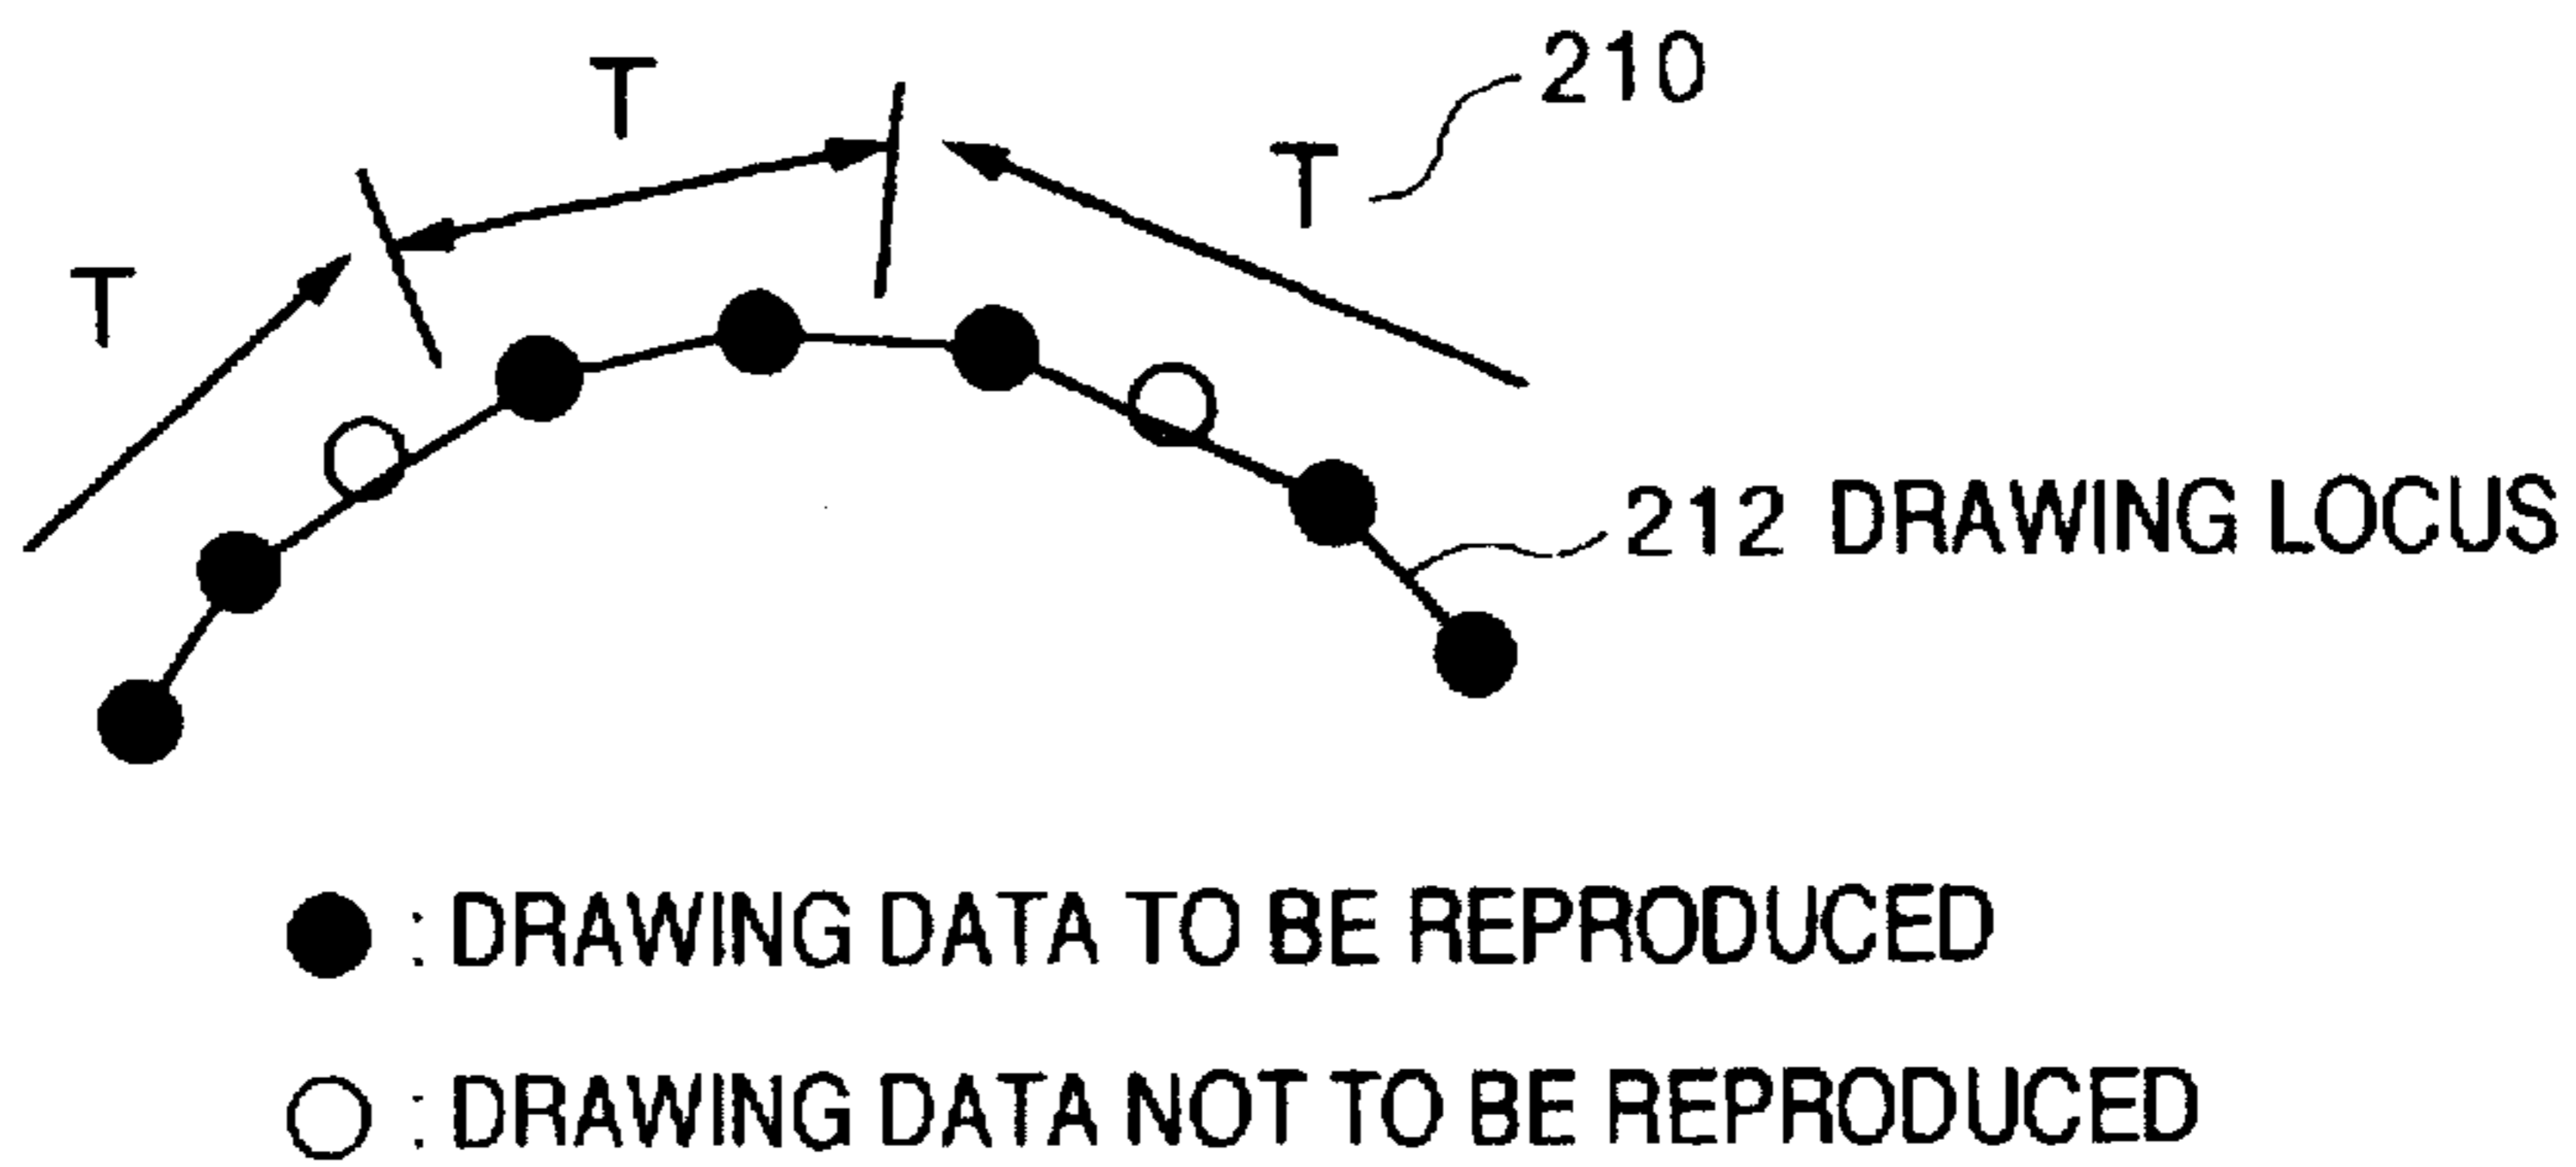 T
210
T
T
212 DRAWING LOCUS
: DRAWING DATA TO BE REPRODUCED
: DRAWING DATA NOT TO BE REPRODUCED